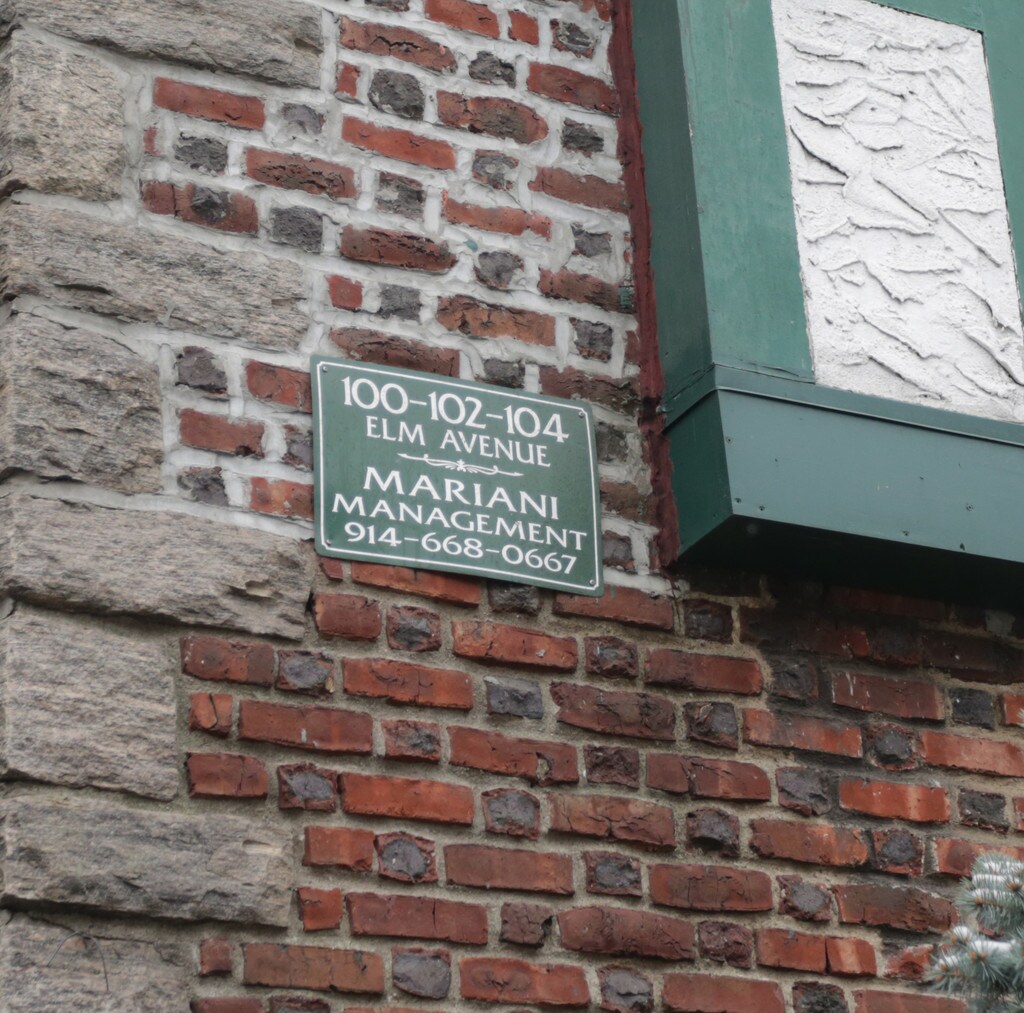 100-102-104
ELM AVENUE
MARIANI
MANAGEMENT
914-668-0667